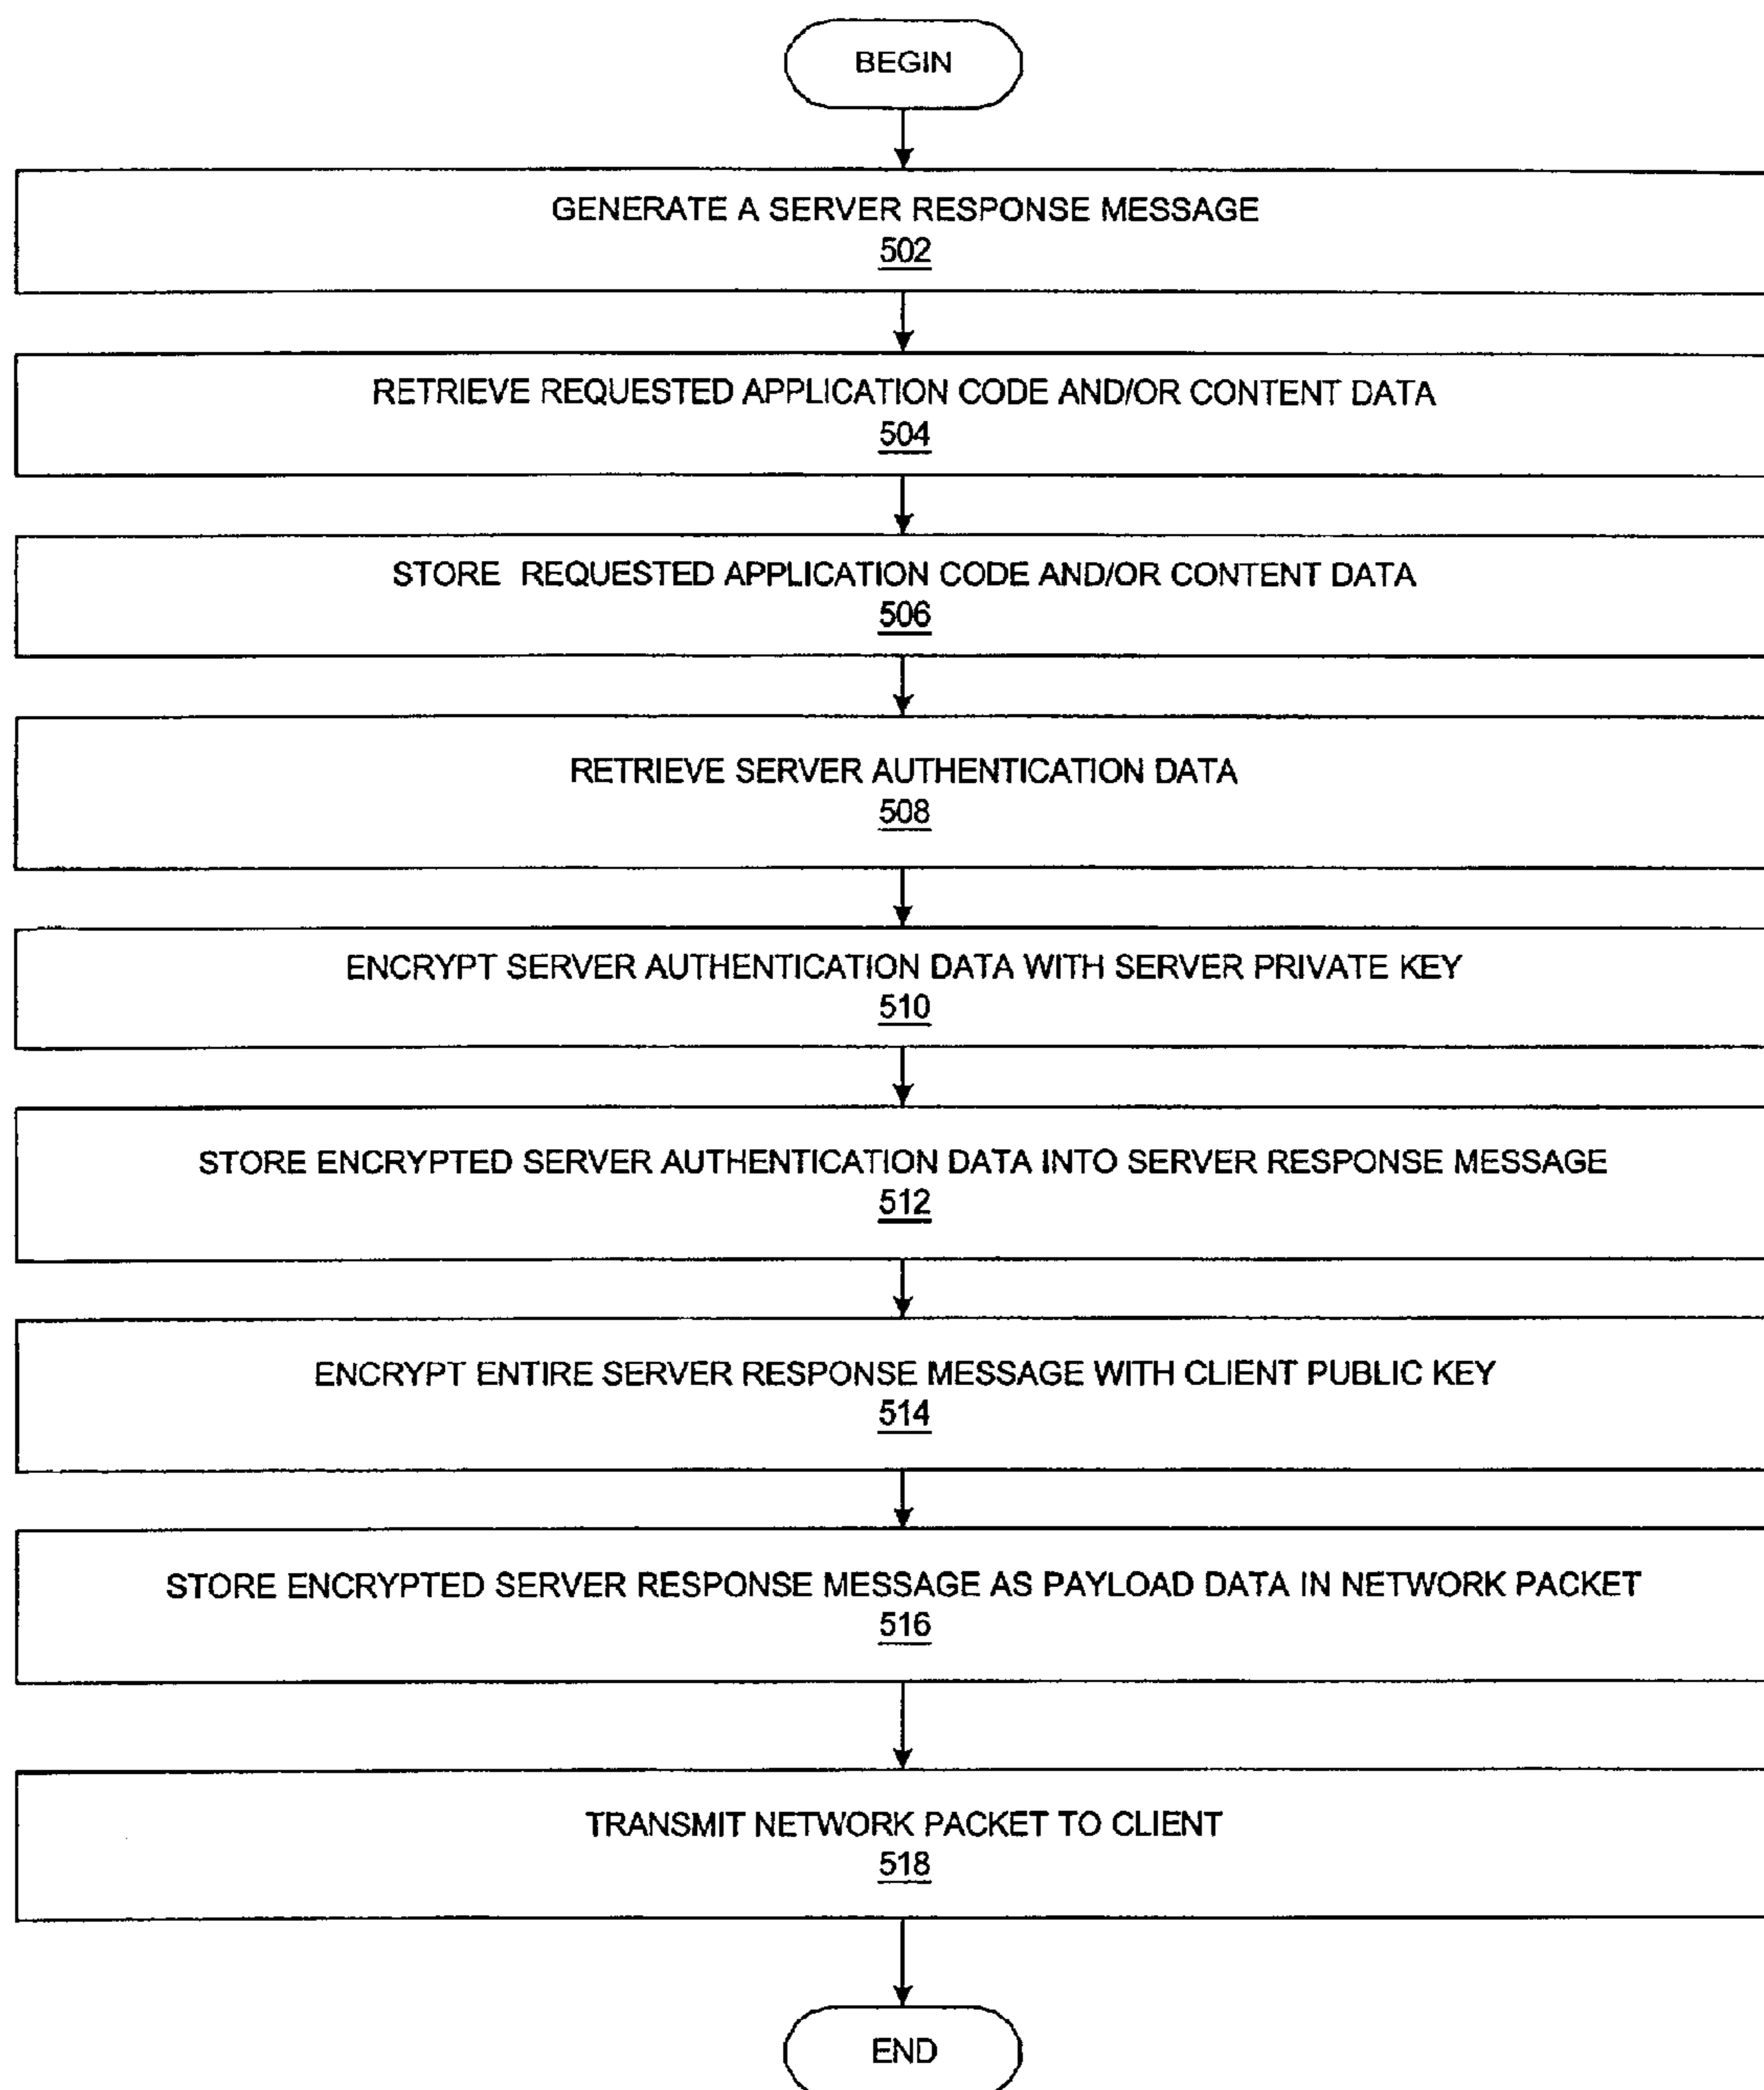 BEGIN
GENERATE A SERVER RESPONSE MESSAGE
502
RETRIEVE REQUESTED APPLICATION CODE AND/OR CONTENT DATA
504
STORE REQUESTED APPLICATION CODE AND/OR CONTENT DATA
506
RETRIEVE SERVER AUTHENTICATION DATA
508
ENCRYPT SERVER AUTHENTICATION DATA WITH SERVER PRIVATE KEY
510
STORE ENCRYPTED SERVER AUTHENTICATION DATA INTO SERVER RESPONSE MESSAGE
512
ENCRYPT ENTIRE SERVER RESPONSE MESSAGE WITH CLIENT PUBLIC KEY
514
STORE ENCRYPTED SERVER RESPONSE MESSAGE AS PAYLOAD DATA IN NETWORK PACKET
516
TRANSMIT NETWORK PACKET TO CLIENT
518
END